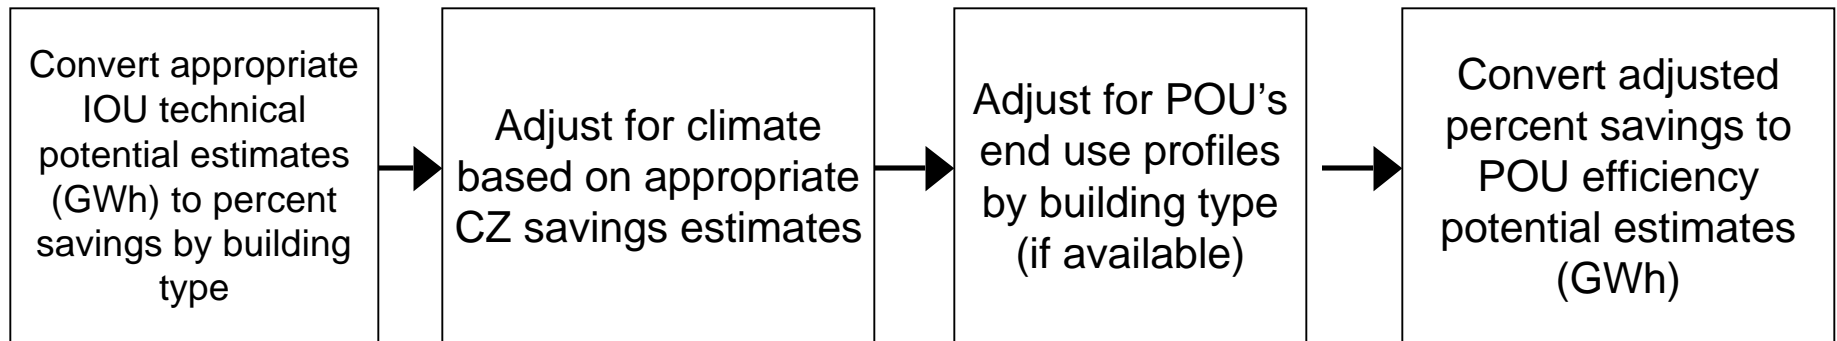 Convert appropriate
IOU technical
potential estimates
(GWh) to percent
savings by building
type
Adjust for climate
based on appropriate
CZ savings estimates
Adjust for POU's
end use profiles
by building type
(if available)
Convert adjusted
percent savings to
POU efficiency
potential estimates
(GWh)